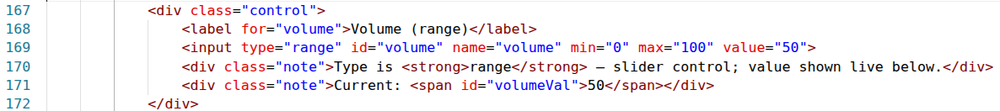 167 <div class="control">
168 <label for="volume">Volume (range)</label>
169 <input type="range" id="volume" name="volume" min="0" max="100" value="50">
170 <div class="note">Type is <strong>range</strong> — slider control; value shown live below.</div>
171 <div class="note">Current: <span id="volumeVal">50</span></div>
172 </div>